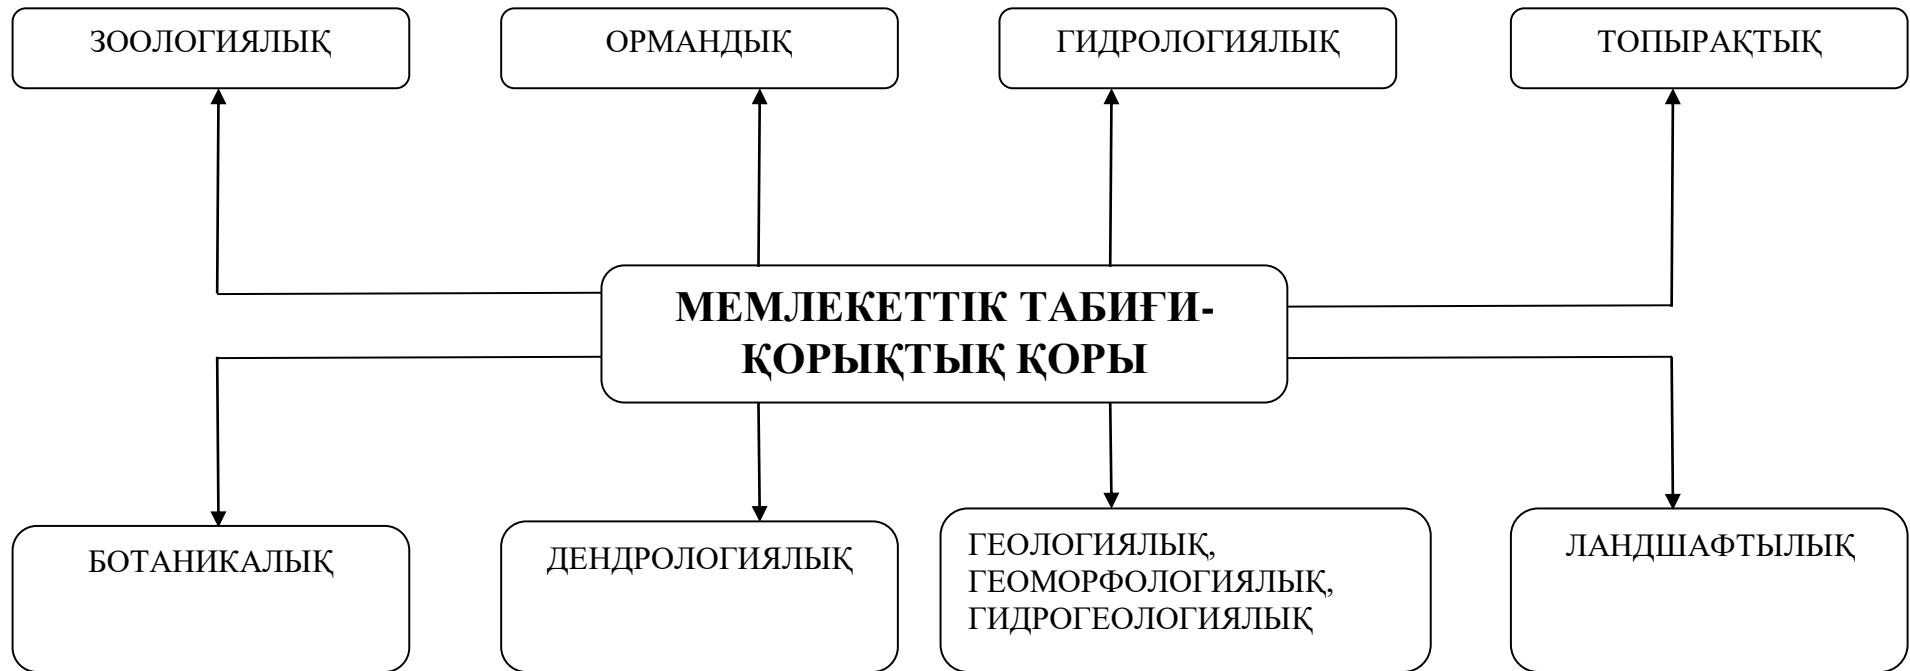 ЗООЛОГИЯЛЫҚ
ОРМАНДЫҚ
ГИДРОЛОГИЯЛЫҚ
ТОПЫРАҚТЫҚ
МЕМЛЕКЕТТІК ТАБИҒИ-
ҚОРЫҚТЫҚ ҚОРЫ
БОТАНИКАЛЫҚ
ДЕНДРОЛОГИЯЛЫҚ
ГЕОЛОГИЯЛЫҚ,
ГЕОМОРФОЛОГИЯЛЫҚ,
ГИДРОГЕОЛОГИЯЛЫҚ
ЛАНДШАФТЫЛЫҚ